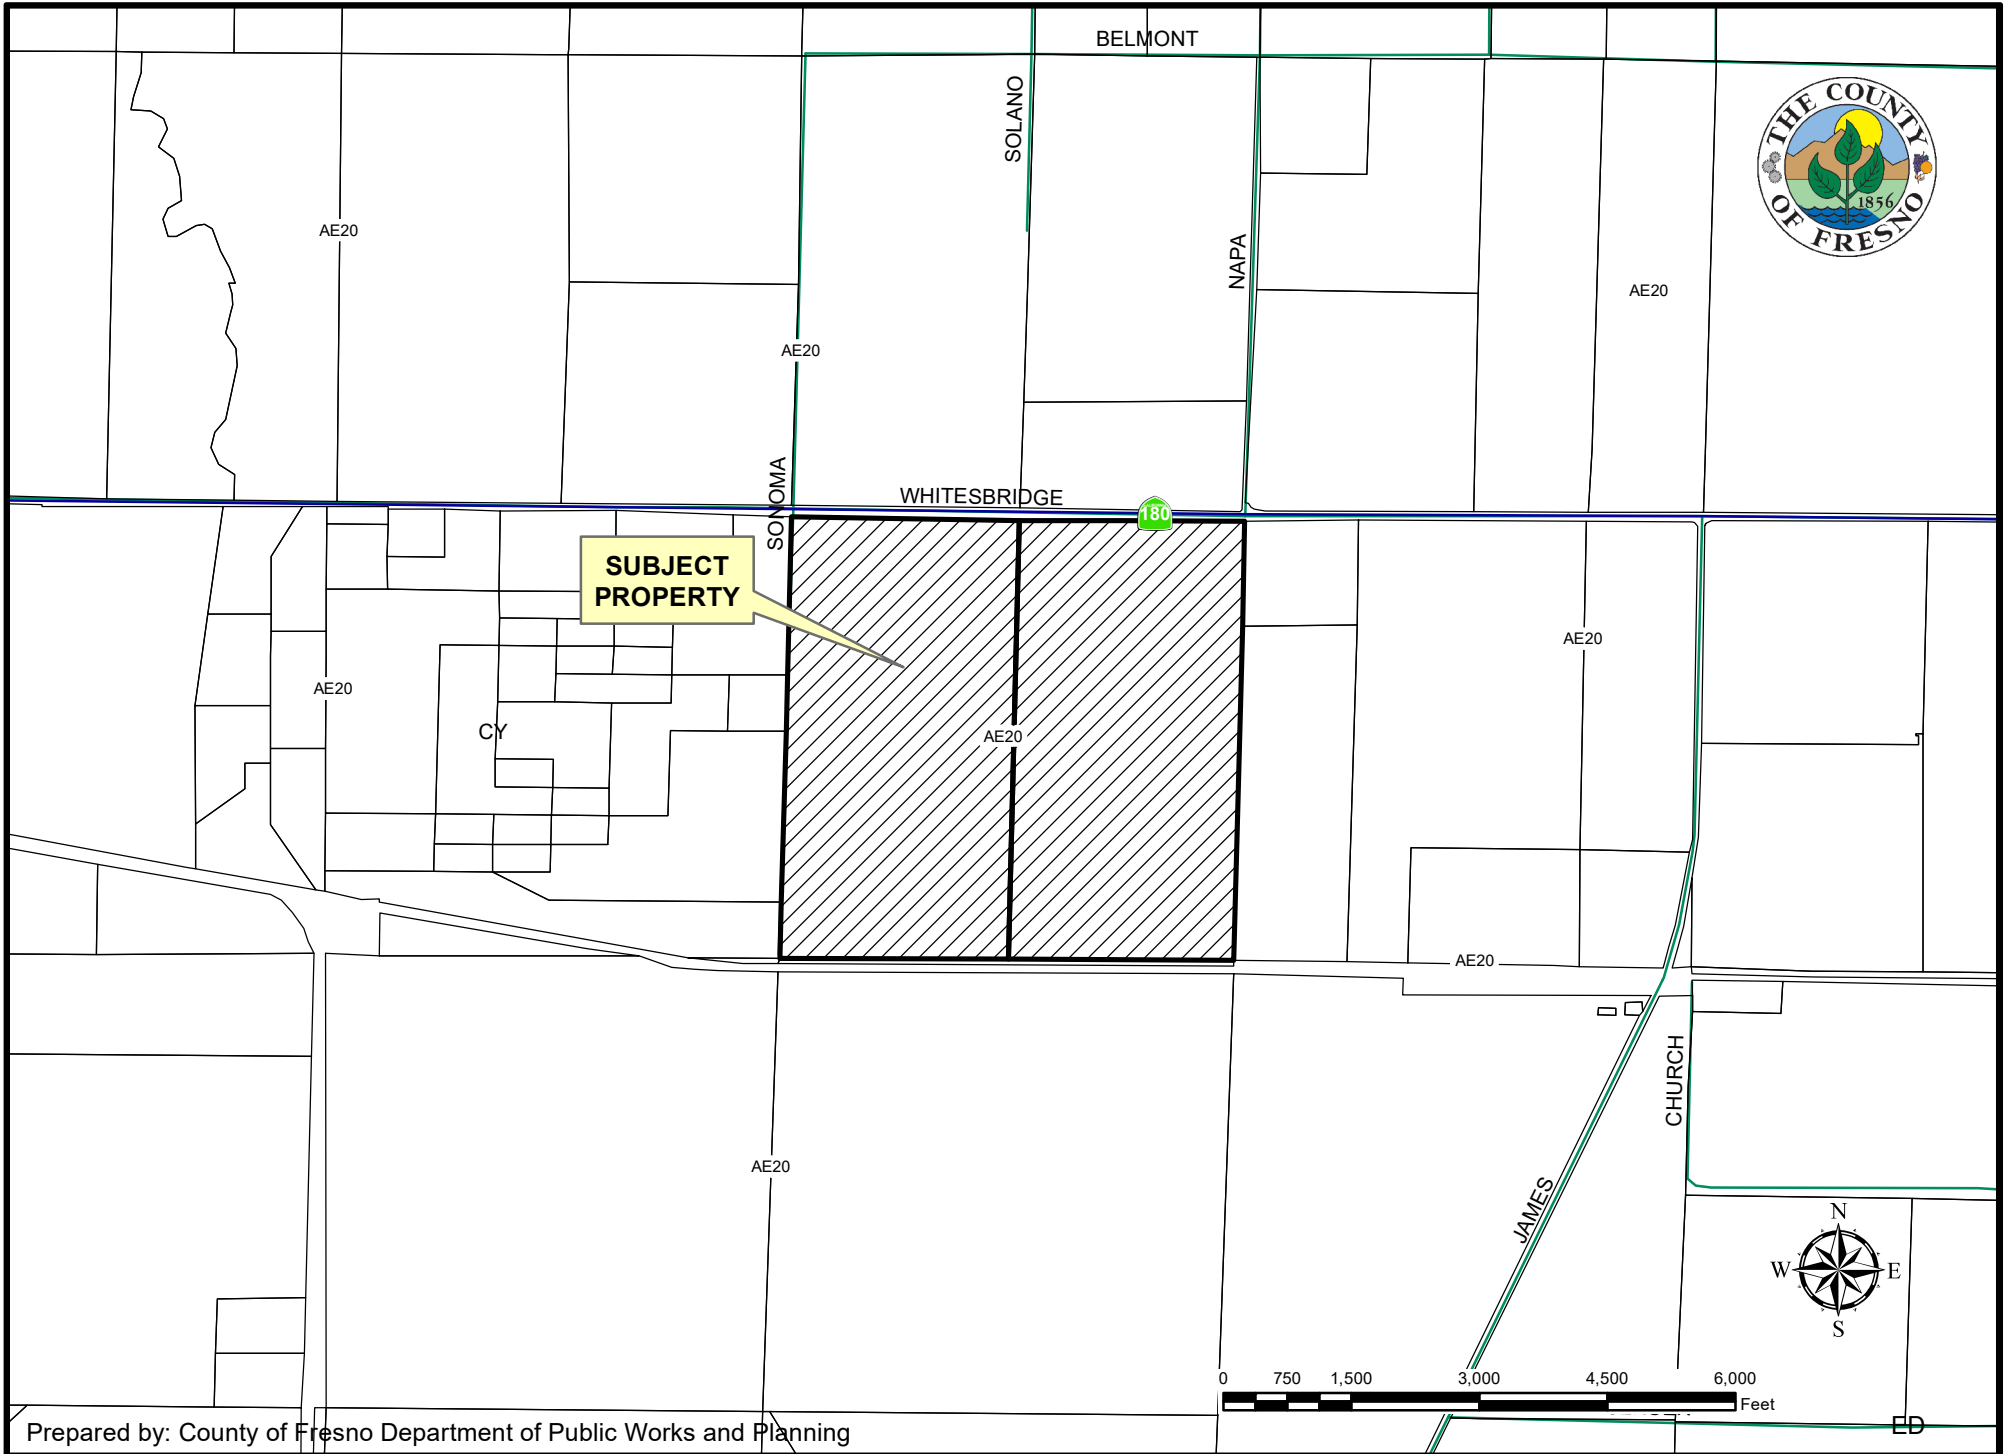 BELMONT
SOLANO
THE COUNTY
OF FRESNO
1856
AE20
NAPA
AE20
AE20
SONOMA
WHITESBRIDGE
180
SUBJECT
PROPERTY
AE20
AE20
CY
AE20
AE20
CHURCH
AE20
JAMES
N
W
E
S
0 750 1,500 3,000 4,500 6,000
Feet
Prepared by: County of Fresno Department of Public Works and Planning
ED